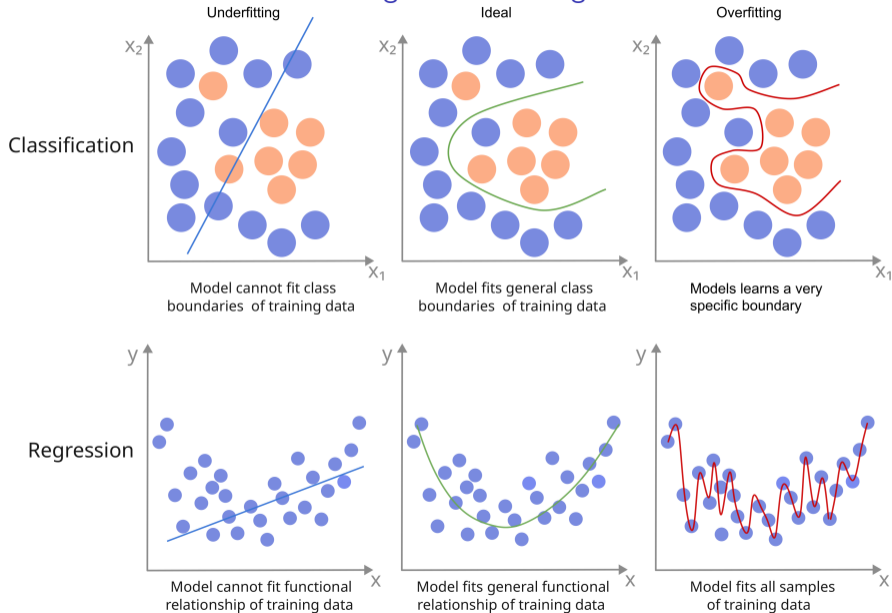 Underfitting
Ideal
Overfitting
Classification
x₂
x₁
x₂
x₁
x₂
x₁
Model cannot fit class
boundaries of training data
Model fits general class
boundaries of training data
Models learns a very
specific boundary
Regression
y
x
y
x
y
x
Model cannot fit functional
relationship of training data
Model fits general functional
relationship of training data
Model fits all samples
of training data